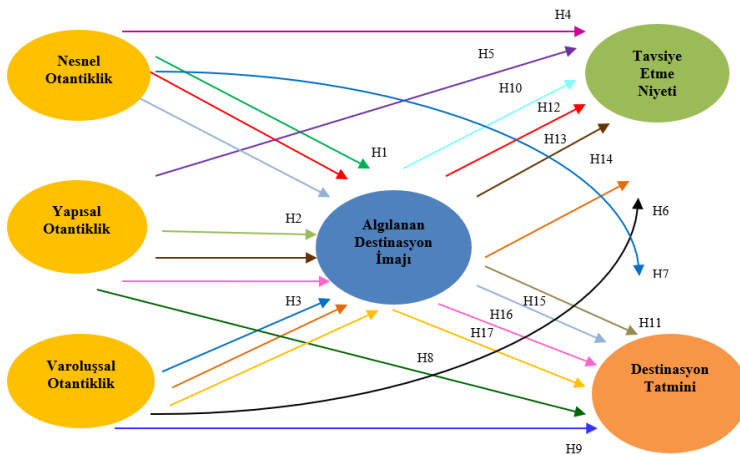 H4
Nesnel
Otantiklik
Tavsiye
Etme
Niyeti
H5
H10
H12
H13
H1
H14
Yapısal
Otantiklik
H2
Algılanan
Destinasyon
İmajı
H6
H7
H3
H15
H16
H11
H17
H8
Varoluşsal
Otantiklik
Destinasyon
Tatmini
H9